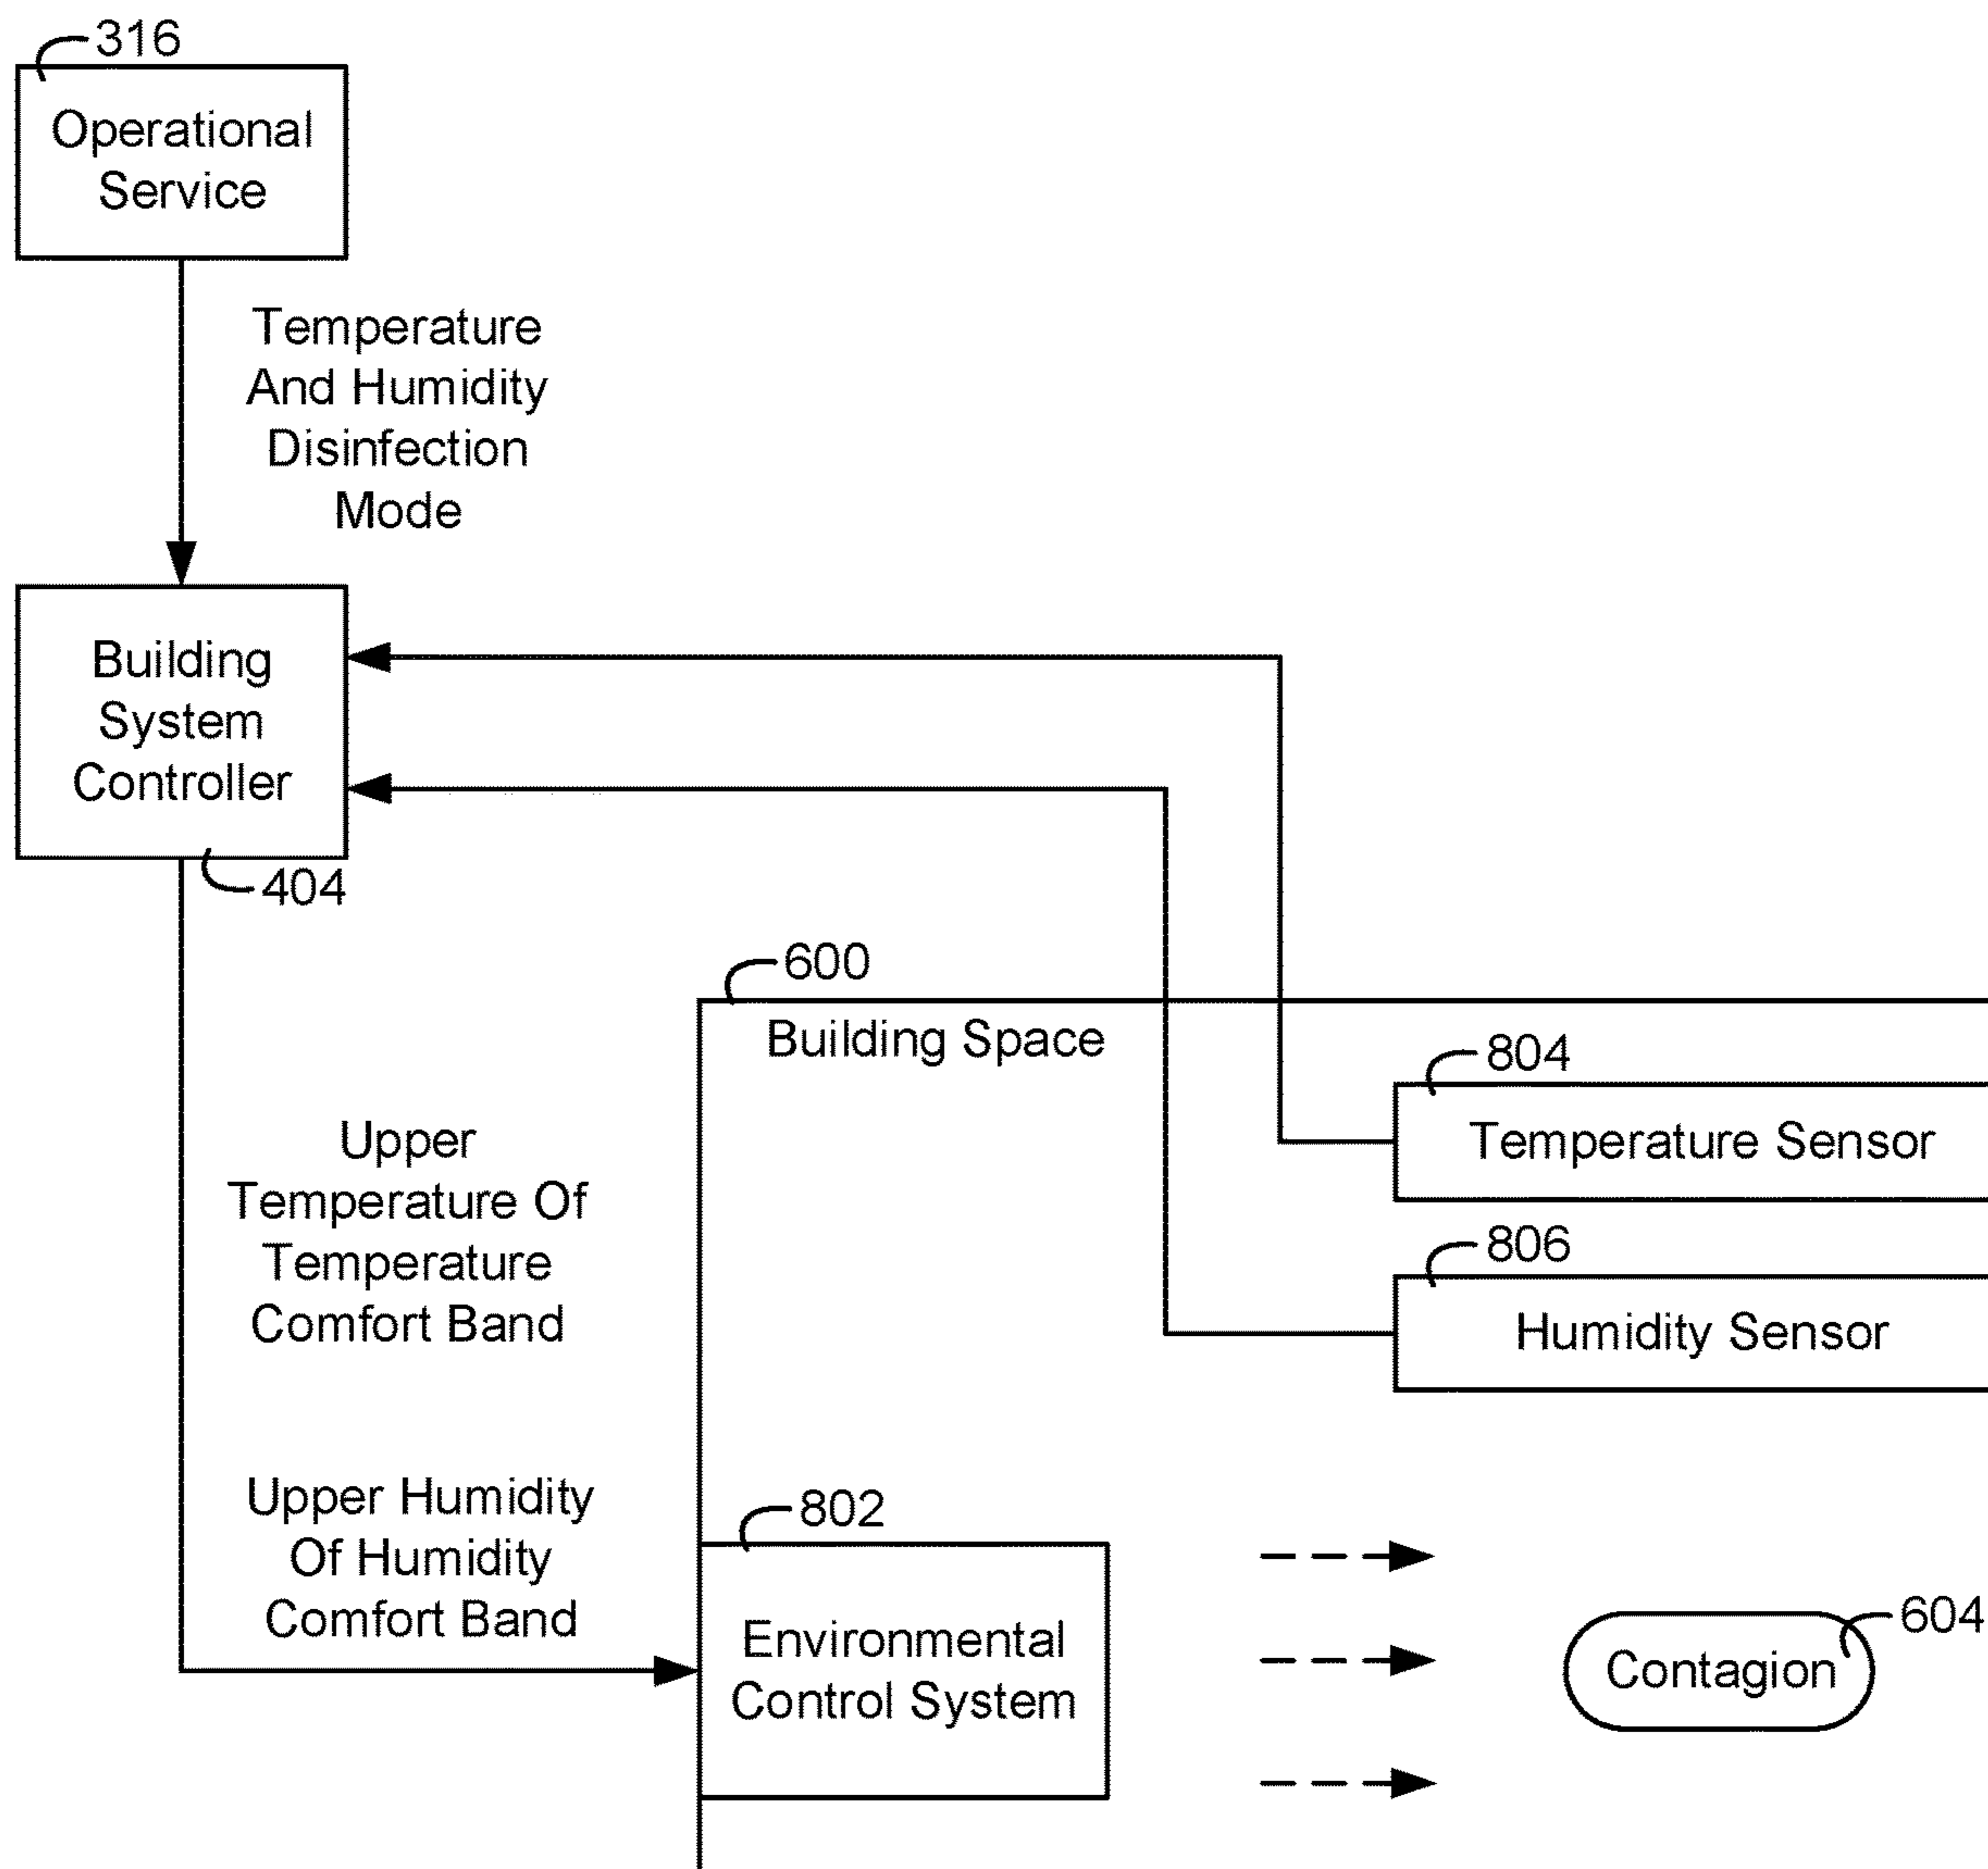 316
Operational
Service
Temperature
And Humidity
Disinfection
Mode
Building
System
Controller
404
600
Building Space
804
Temperature Sensor
Upper
Temperature Of
Temperature
Comfort Band
806
Humidity Sensor
Upper Humidity
Of Humidity
Comfort Band
802
Environmental
Control System
604
Contagion